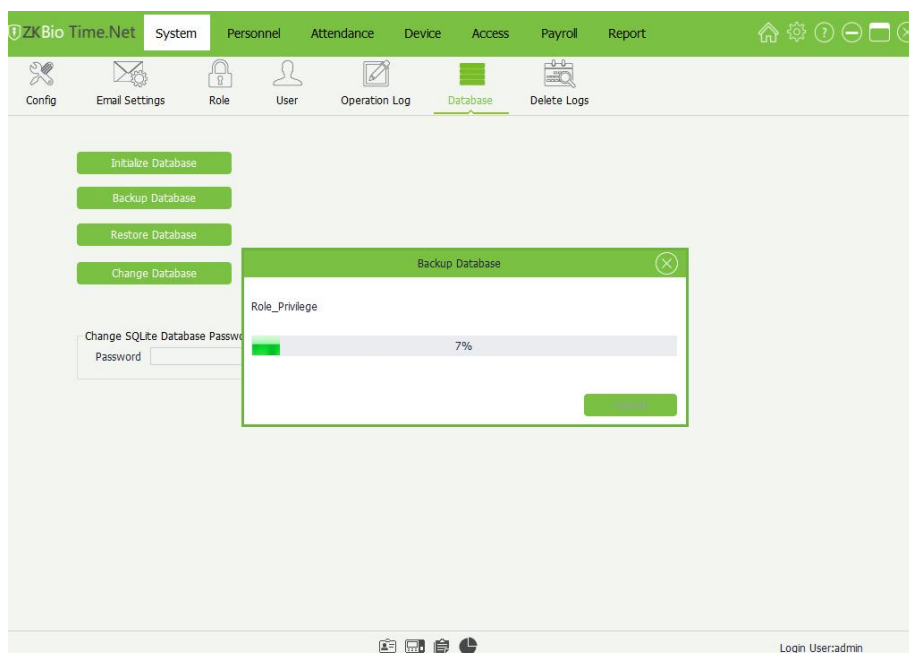 ZKBio Time.Net System Personnel Attendance Device Access Payroll Report
Config Email Settings Role User Operation Log Database Delete Logs
Initialize Database
Backup Database
Restore Database
Change Database
Backup Database
Role_Privilege
7%
Change SQLite Database Passwo
Password
Login User:admin